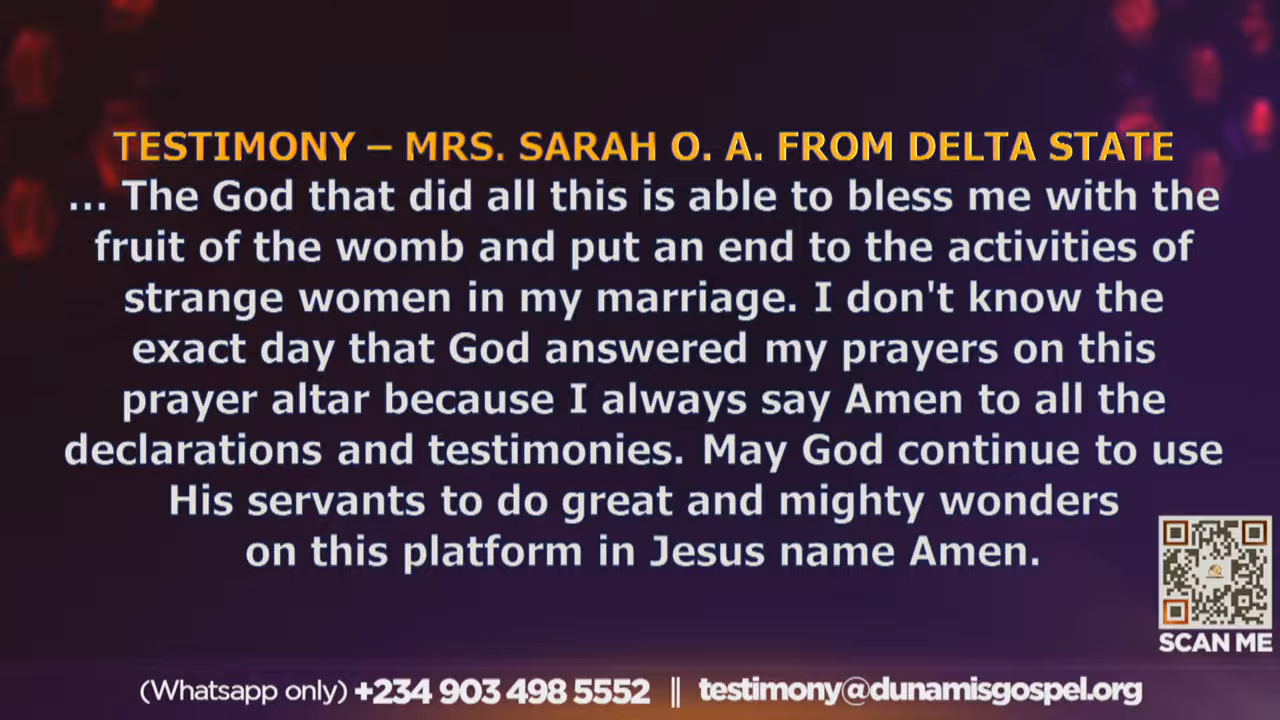 TESTIMONY – MRS. SARAH O. A. FROM DELTA STATE
... The God that did all this is able to bless me with the
fruit of the womb and put an end to the activities of
strange women in my marriage. I don't know the
exact day that God answered my prayers on this
prayer altar because I always say Amen to all the
declarations and testimonies. May God continue to use
His servants to do great and mighty wonders
on this platform in Jesus name Amen.
SCAN ME
(Whatsapp only) +234 903 498 5552 || testimony@dunamisgospel.org